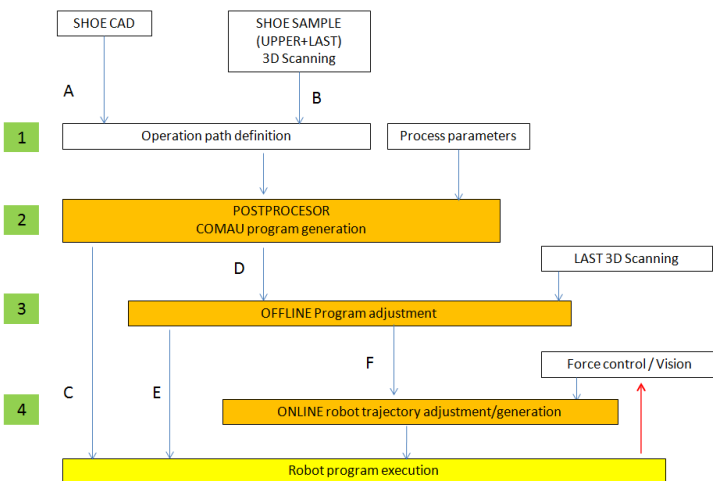 SHOE CAD
SHOE SAMPLE
(UPPER+LAST)
3D Scanning
A
B
1
Operation path definition
Process parameters
2
POSTPROCESOR
COMAU program generation
D
LAST 3D Scanning
3
OFFLINE Program adjustment
F
Force control / Vision
C
E
4
ONLINE robot trajectory adjustment/generation
Robot program execution